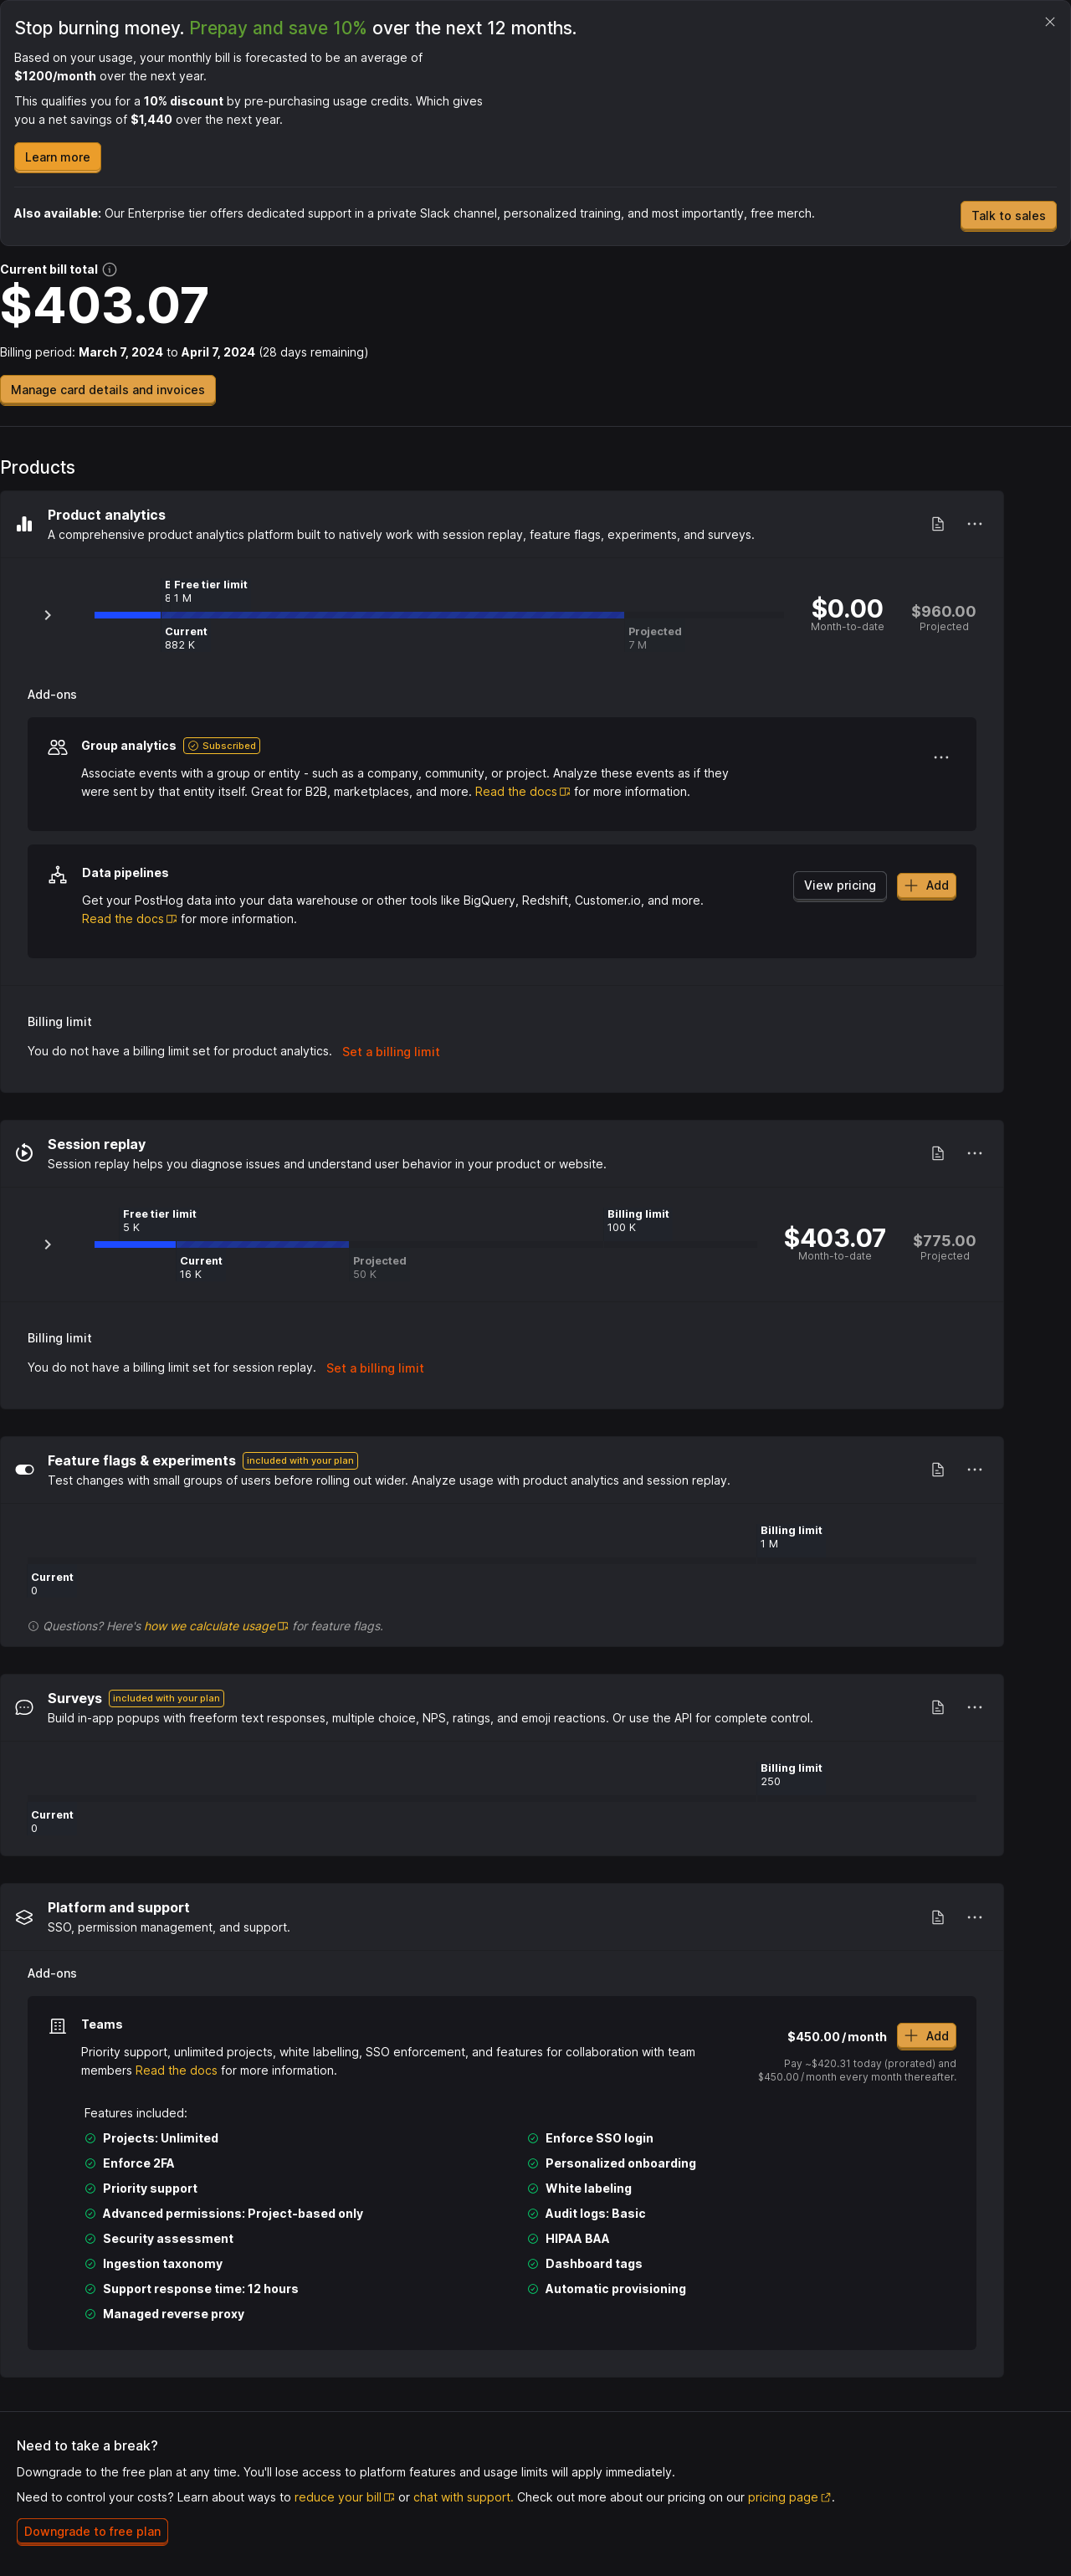 Stop burning money. Prepay and save 10% over the next 12 months.
Based on your usage, your monthly bill is forecasted to be an average of
$1200/month over the next year.
This qualifies you for a 10% discount by pre-purchasing usage credits. Which gives
you a net savings of $1,440 over the next year.
Learn more
Also available: Our Enterprise tier offers dedicated support in a private Slack channel, personalized training, and most importantly, free merch.
Talk to sales
Current bill total
$403.07
Billing period: March 7, 2024 to April 7, 2024 (28 days remaining)
Manage card details and invoices
Products
Product analytics
A comprehensive product analytics platform built to natively work with session replay, feature flags, experiments, and surveys.
Free tier limit
1 M
Current
882 K
Projected
7 M
$0.00
Month-to-date
$960.00
Projected
Add-ons
Group analytics
Subscribed
Associate events with a group or entity - such as a company, community, or project. Analyze these events as if they
were sent by that entity itself. Great for B2B, marketplaces, and more. Read the docs for more information.
Data pipelines
Get your PostHog data into your data warehouse or other tools like BigQuery, Redshift, Customer.io, and more.
Read the docs for more information.
View pricing
Add
Billing limit
You do not have a billing limit set for product analytics. Set a billing limit
Session replay
Session replay helps you diagnose issues and understand user behavior in your product or website.
Free tier limit
5 K
Billing limit
100 K
Current
16 K
Projected
50 K
$403.07
Month-to-date
$775.00
Projected
Billing limit
You do not have a billing limit set for session replay. Set a billing limit
Feature flags & experiments included with your plan
Test changes with small groups of users before rolling out wider. Analyze usage with product analytics and session replay.
Billing limit
1 M
Current
0
Questions? Here's how we calculate usage for feature flags.
Surveys included with your plan
Build in-app popups with freeform text responses, multiple choice, NPS, ratings, and emoji reactions. Or use the API for complete control.
Billing limit
250
Current
0
Platform and support
SSO, permission management, and support.
Add-ons
Teams
Priority support, unlimited projects, white labelling, SSO enforcement, and features for collaboration with team
members Read the docs for more information.
$450.00/month
Add
Pay ~$420.31 today (prorated) and
$450.00/month every month thereafter.
Features included:
Projects: Unlimited
Enforce SSO login
Enforce 2FA
Personalized onboarding
Priority support
White labeling
Advanced permissions: Project-based only
Audit logs: Basic
Security assessment
HIPAA BAA
Ingestion taxonomy
Dashboard tags
Support response time: 12 hours
Automatic provisioning
Managed reverse proxy
Need to take a break?
Downgrade to the free plan at any time. You'll lose access to platform features and usage limits will apply immediately.
Need to control your costs? Learn about ways to reduce your bill or chat with support. Check out more about our pricing on our pricing page.
Downgrade to free plan